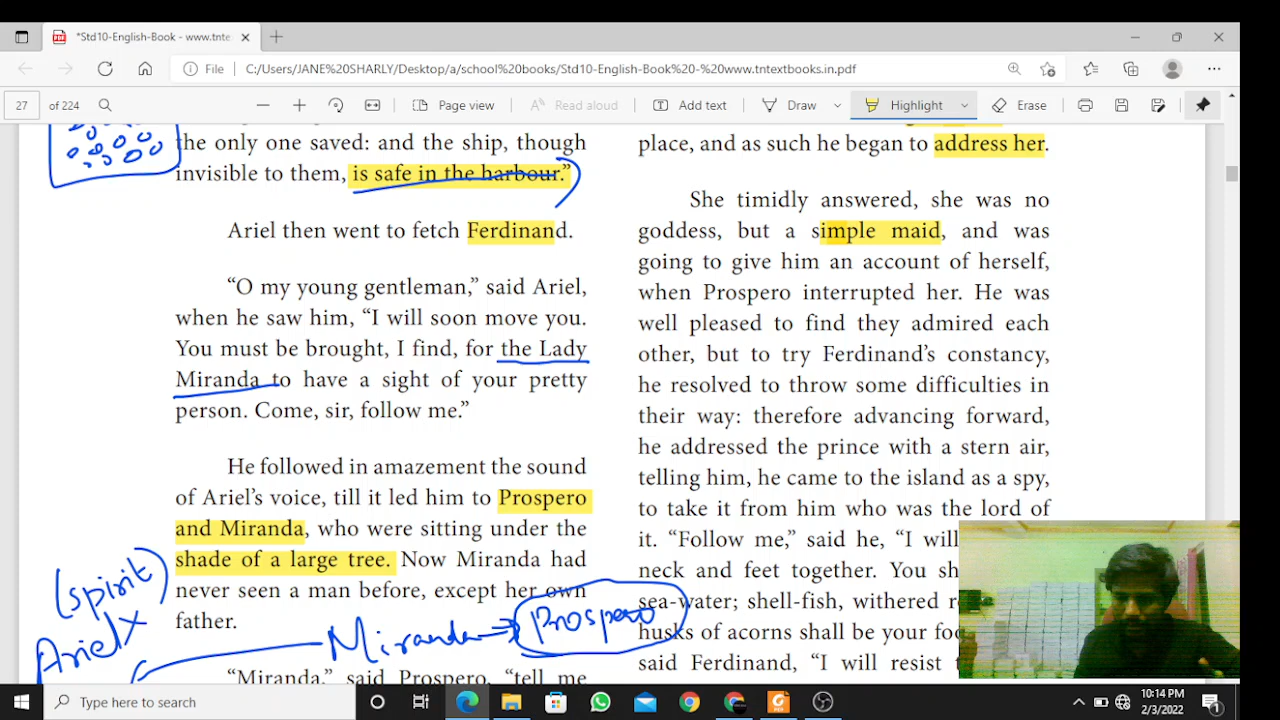 *Std10-English-Book - www.tnte
File C:/Users/JANE%20SHARLY/Desktop/a/school%20books/Std10-English-Book%20-%20www.tntextbooks.in.pdf
27 of 224 Page view Read aloud Add text Draw Highlight Erase
the only one saved: and the ship, though
invisible to them, is safe in the harbour.”
Ariel then went to fetch Ferdinand.
“O my young gentleman,” said Ariel,
when he saw him, “I will soon move you.
You must be brought, I find, for the Lady
Miranda to have a sight of your pretty
person. Come, sir, follow me.”
He followed in amazement the sound
of Ariel’s voice, till it led him to Prospero
and Miranda, who were sitting under the
shade of a large tree. Now Miranda had
never seen a man before, except her own
father.
“Miranda,” said Prospero, “tell me
(spirit)
Ariel
Miranda
Prospero
place, and as such he began to address her.
She timidly answered, she was no
goddess, but a simple maid, and was
going to give him an account of herself,
when Prospero interrupted her. He was
well pleased to find they admired each
other, but to try Ferdinand’s constancy,
he resolved to throw some difficulties in
their way: therefore advancing forward,
he addressed the prince with a stern air,
telling him, he came to the island as a spy,
to take it from him who was the lord of
it. “Follow me,” said he, “I will
neck and feet together. You sh
sea-water; shell-fish, withered r
husks of acorns shall be your foo
said Ferdinand, “I will resist
Type here to search
10:14 PM
2/3/2022
1